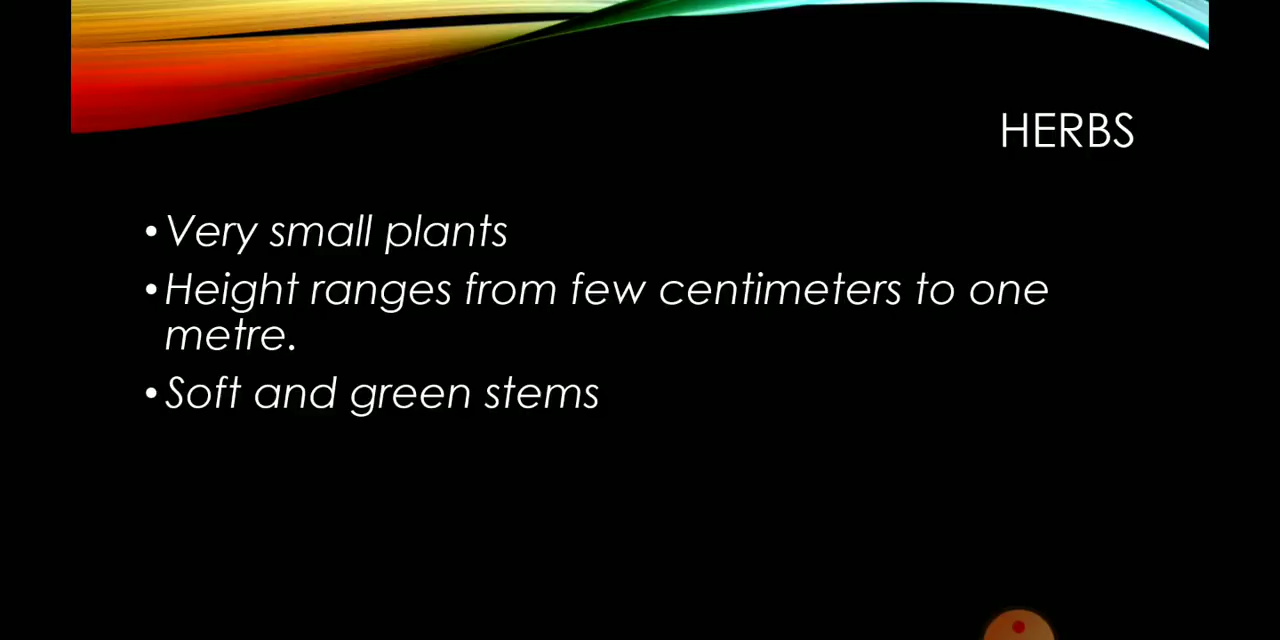 HERBS
•Very small plants
•Height ranges from few centimeters to one
metre.
•Soft and green stems